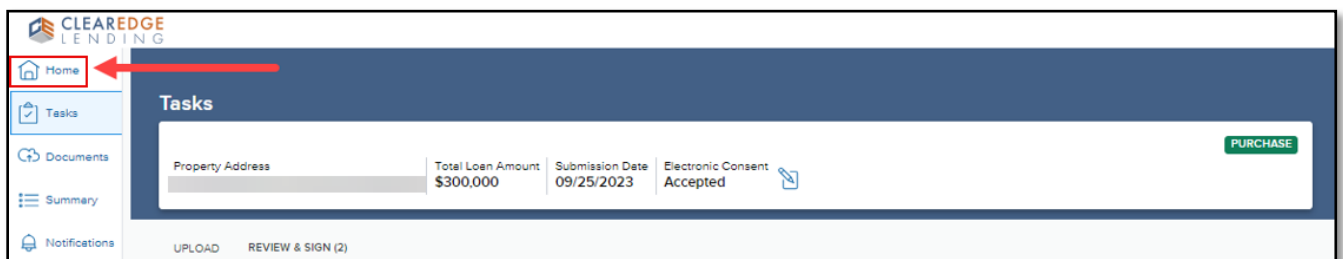 CLEAREDGE
LENDING
Home
Tasks
Documents
Summary
Notifications
Tasks
PURCHASE
Property Address
Total Loan Amount
$300,000
Submission Date
09/25/2023
Electronic Consent
Accepted
UPLOAD
REVIEW & SIGN (2)